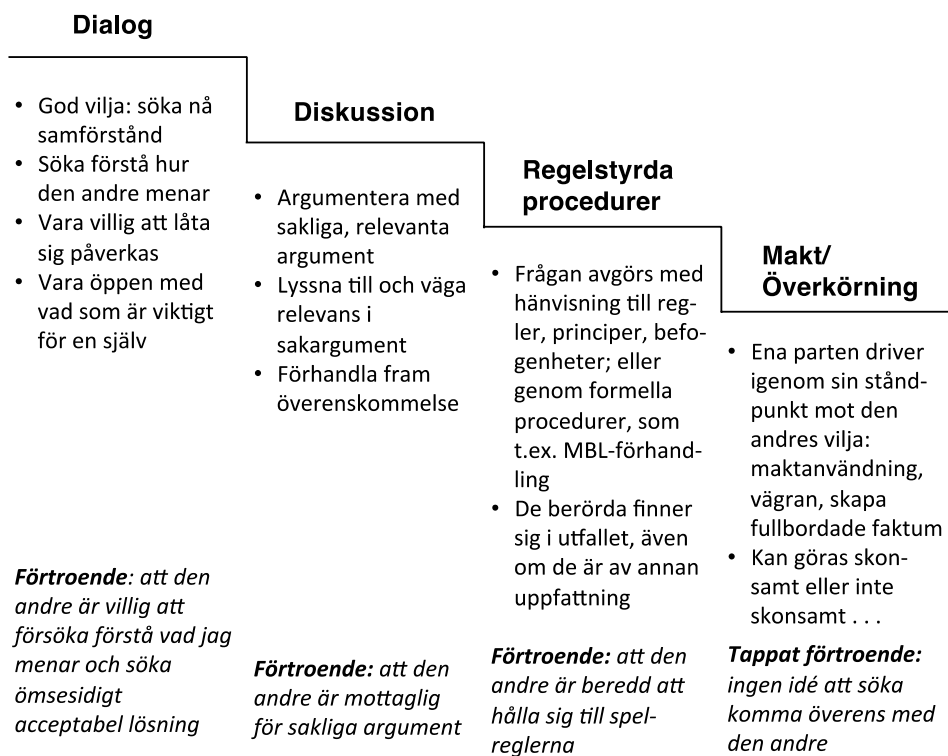 Dialog
• God vilja: söka nå
samförstånd
• Söka förstå hur
den andre menar
• Vara villig att låta
sig påverkas
• Vara öppen med
vad som är viktigt
för en själv
Förtroende: att den
andre är villig att
försöka förstå vad jag
menar och söka
ömsesidigt
acceptabel lösning
Diskussion
• Argumentera med
sakliga, relevanta
argument
• Lyssna till och väga
relevans i
sakargument
• Förhandla fram
överenskommelse
Förtroende: att den
andre är mottaglig
för sakliga argument
Regelstyrda
procedurer
• Frågan avgörs med
hänvisning till reg-
ler, principer, befo-
genheter; eller
genom formella
procedurer, som
t.ex. MBL-förhand-
ling
• De berörda finner
sig i utfallet, även
om de är av annan
uppfattning
Förtroende: att den
andre är beredd att
hålla sig till spel-
reglerna
Makt/
Överkörning
• Ena parten driver
igenom sin stånd-
punkt mot den
andres vilja:
maktanvändning,
vägran, skapa
fullbordade faktum
• Kan göras skon-
samt eller inte
skonsamt . . .
Tappat förtroende:
ingen idé att söka
komma överens med
den andre